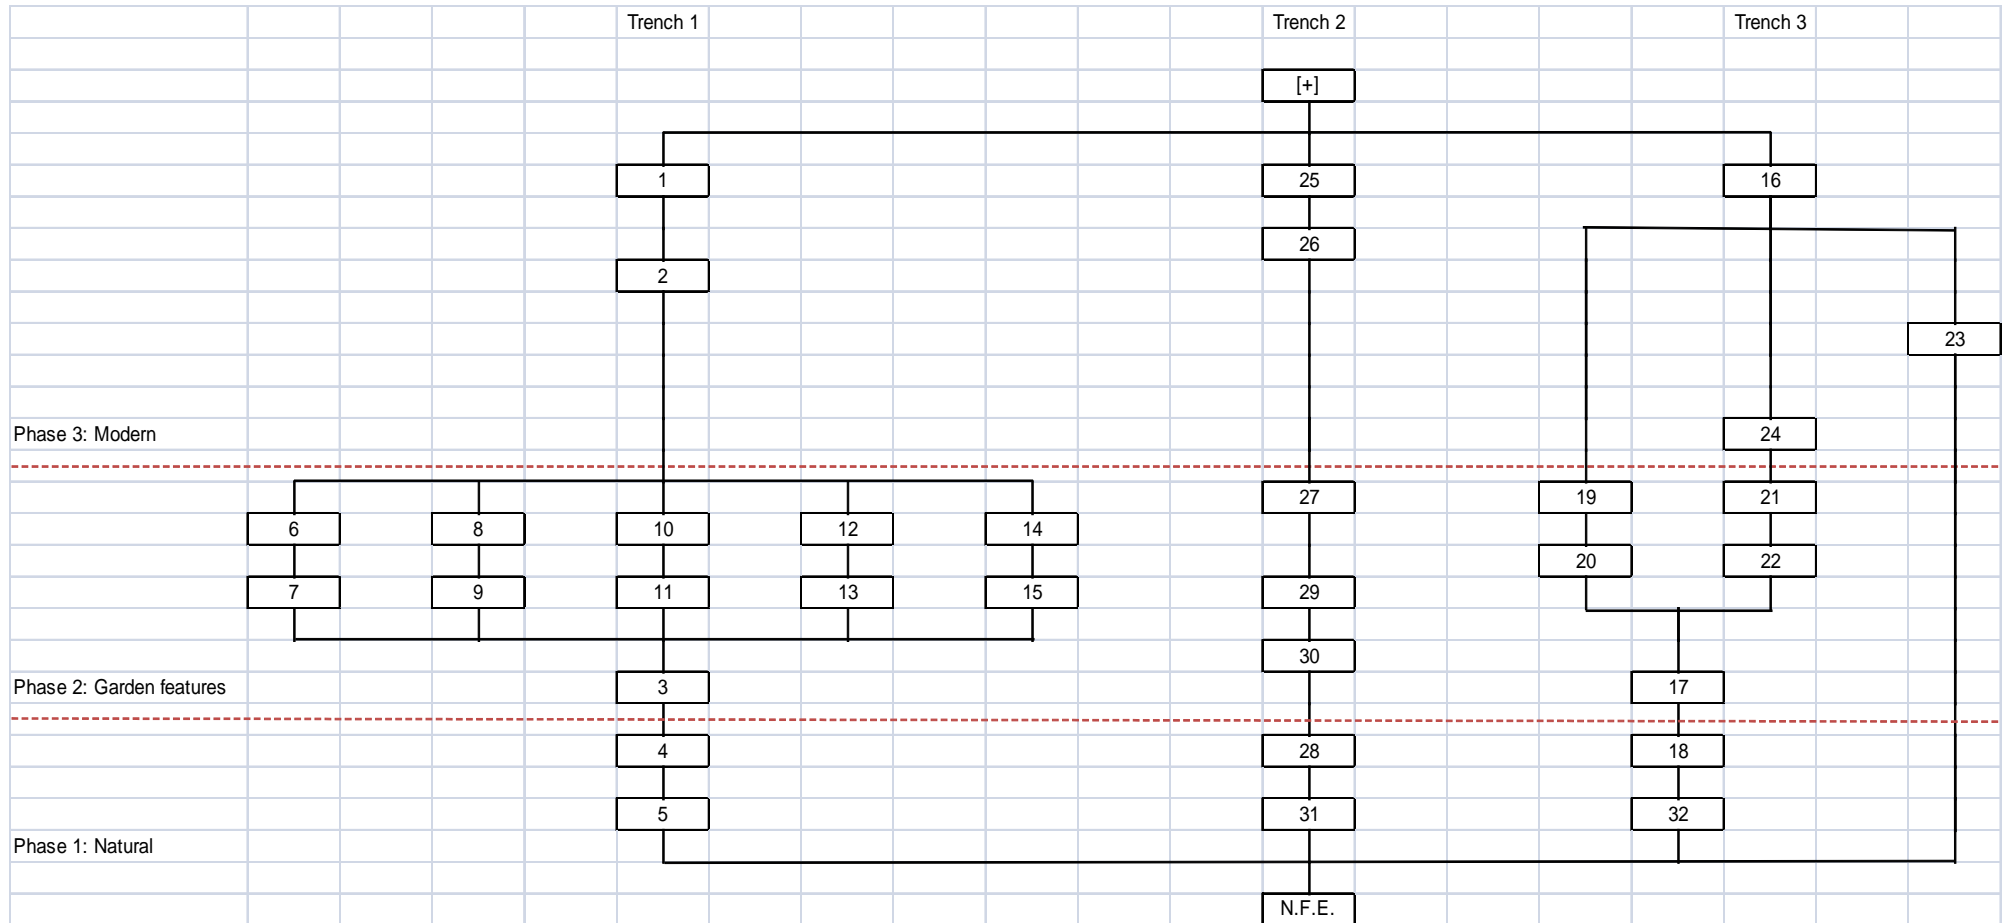 Trench 1 Trench 2 Trench 3
[+]
1 25 16
26
2
23
Phase 3: Modern 24
27 19 21
6 8 10 12 14
20 22
7 9 11 13 15 29
30
Phase 2: Garden features 3 17
4 28 18
5 31 32
Phase 1: Natural
N.F.E.